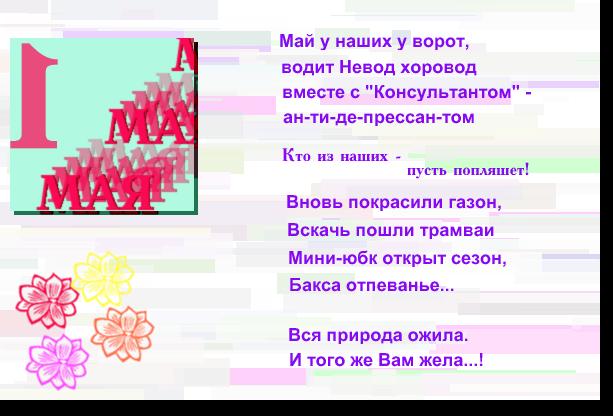 1
МАЯ
Май у наших у ворот,
водит Невод хоровод
вместе с "Консультантом" -
ан-ти-де-прессан-том
Кто из наших -
пусть попляшет!
Вновь покрасили газон,
Вскачь пошли трамваи
Мини-юбк открыт сезон,
Бакса отпеванье...
Вся природа ожила.
И того же Вам жела...!